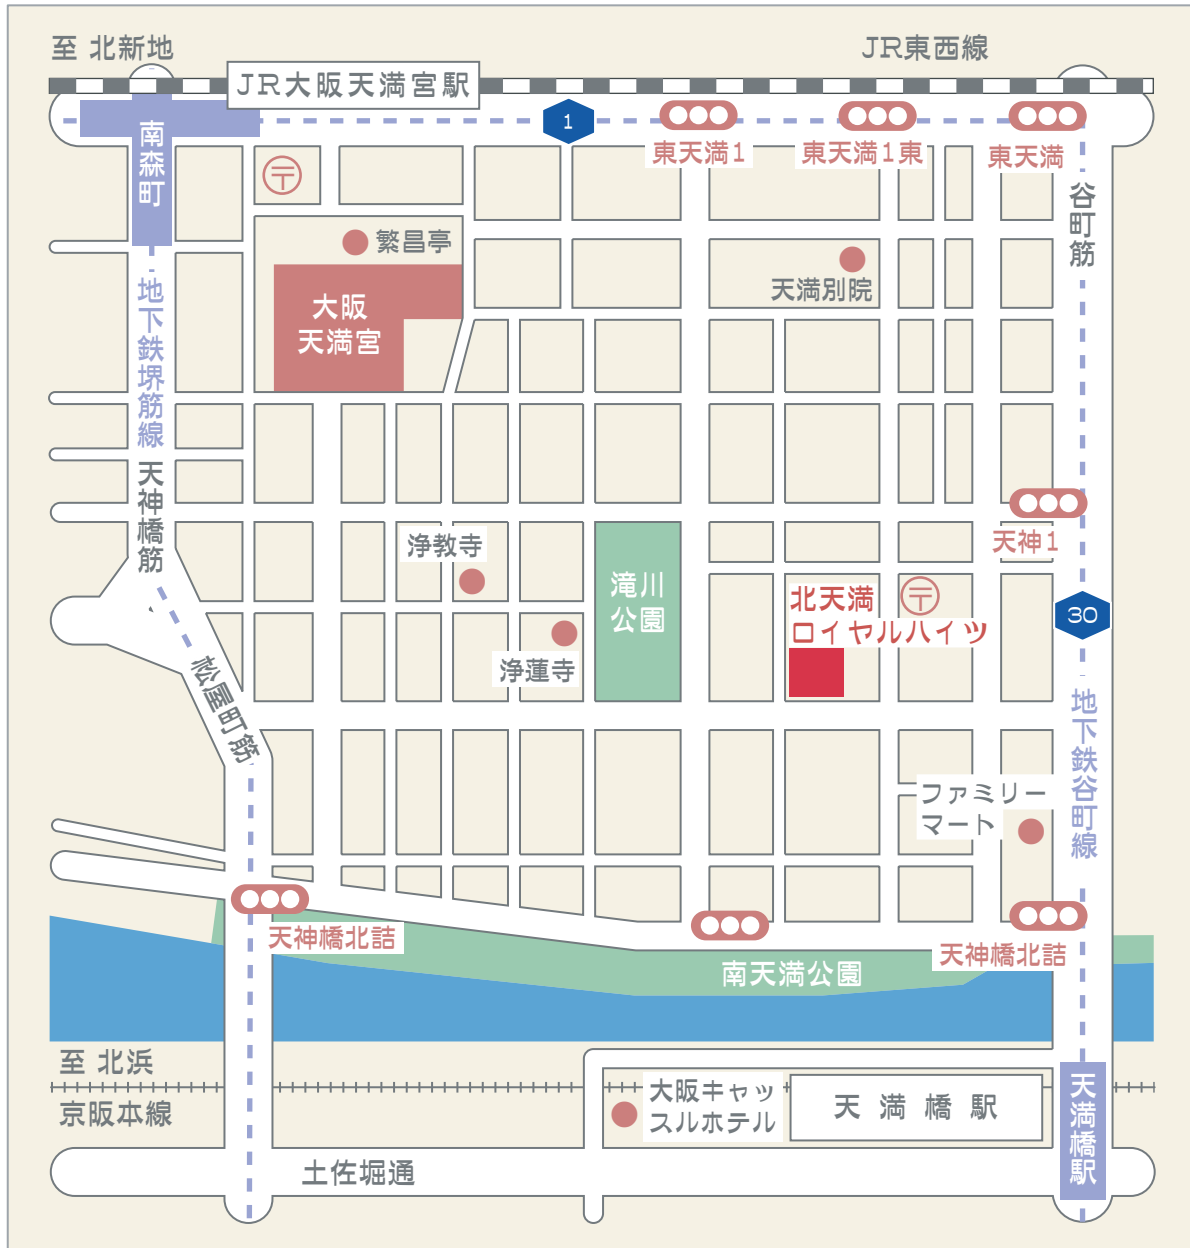 至 北新地
JR東西線
JR大阪天満宮駅
1
東天満1
東天満1東
東天満
南森町
〒
谷町筋
繁昌亭
天満別院
大阪
天満宮
地下鉄堺筋線
天神橋筋
天神1
浄教寺
滝川
公園
北天満
ロイヤルハイツ
〒
30
浄蓮寺
松屋町筋
地下鉄谷町線
ファミリー
マート
天神橋北詰
天神橋北詰
南天満公園
至 北浜
京阪本線
大阪キャッ
スルホテル
天満橋駅
天満橋駅
土佐堀通